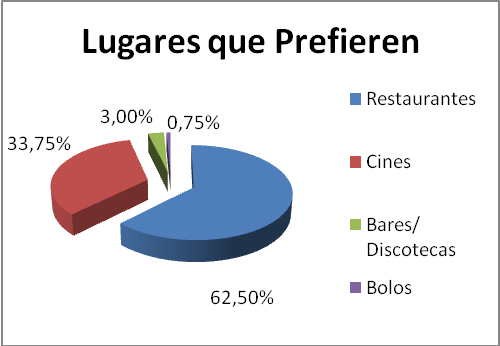 Lugares que Prefieren
3,00%
0,75%
33,75%
62,50%
Restaurantes
Cines
Bares/
Discotecas
Bolos